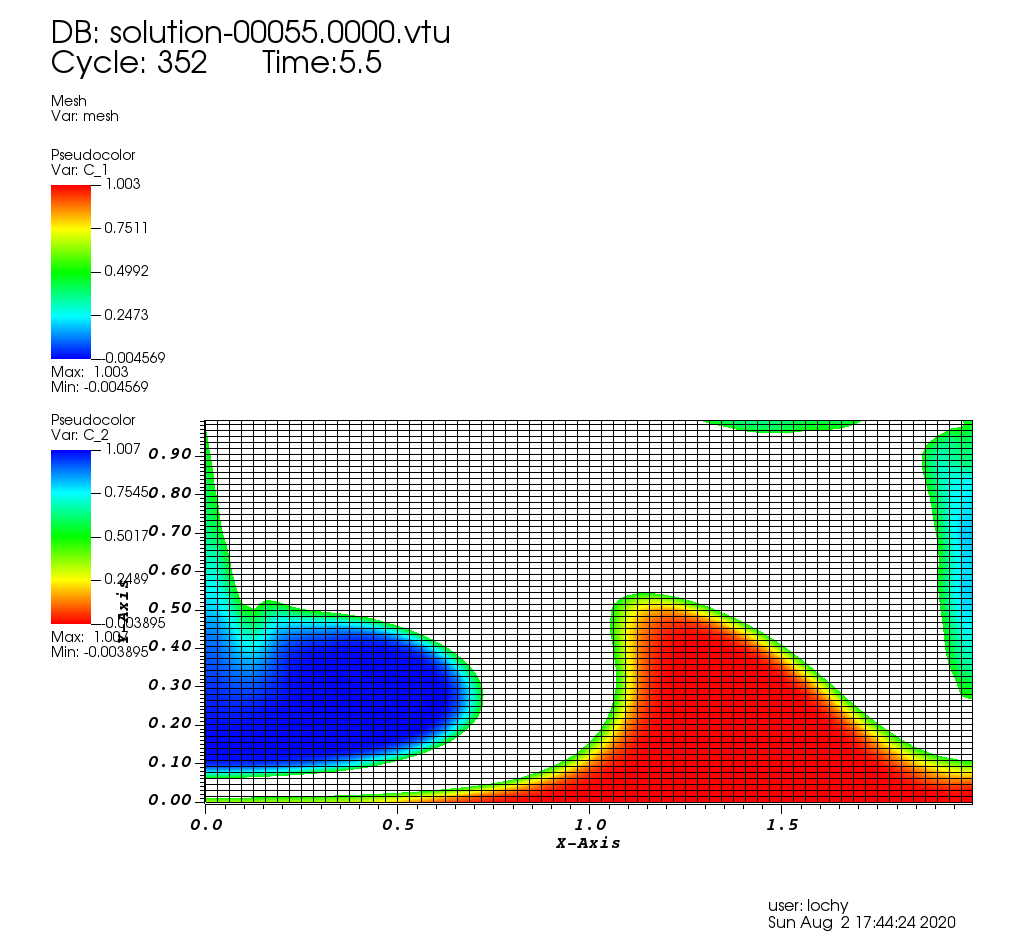 DB: solution-00055.0000.vtu
Cycle: 352 Time:5.5
Mesh
Var: mesh
Pseudocolor
Var: C_1
1.003
0.7511
0.4992
0.2473
-0.004569
Max: 1.003
Min: -0.004569
Pseudocolor
Var: C_2
1.007
0.7545
0.5017
0.2489
-0.003895
Max: 1.007
Min: -0.003895
0.90
0.80
0.70
0.60
0.50
0.40
0.30
0.20
0.10
0.00
Y-Axis
0.0 0.5 1.0 1.5
X-Axis
user: lochy
Sun Aug 2 17:44:24 2020